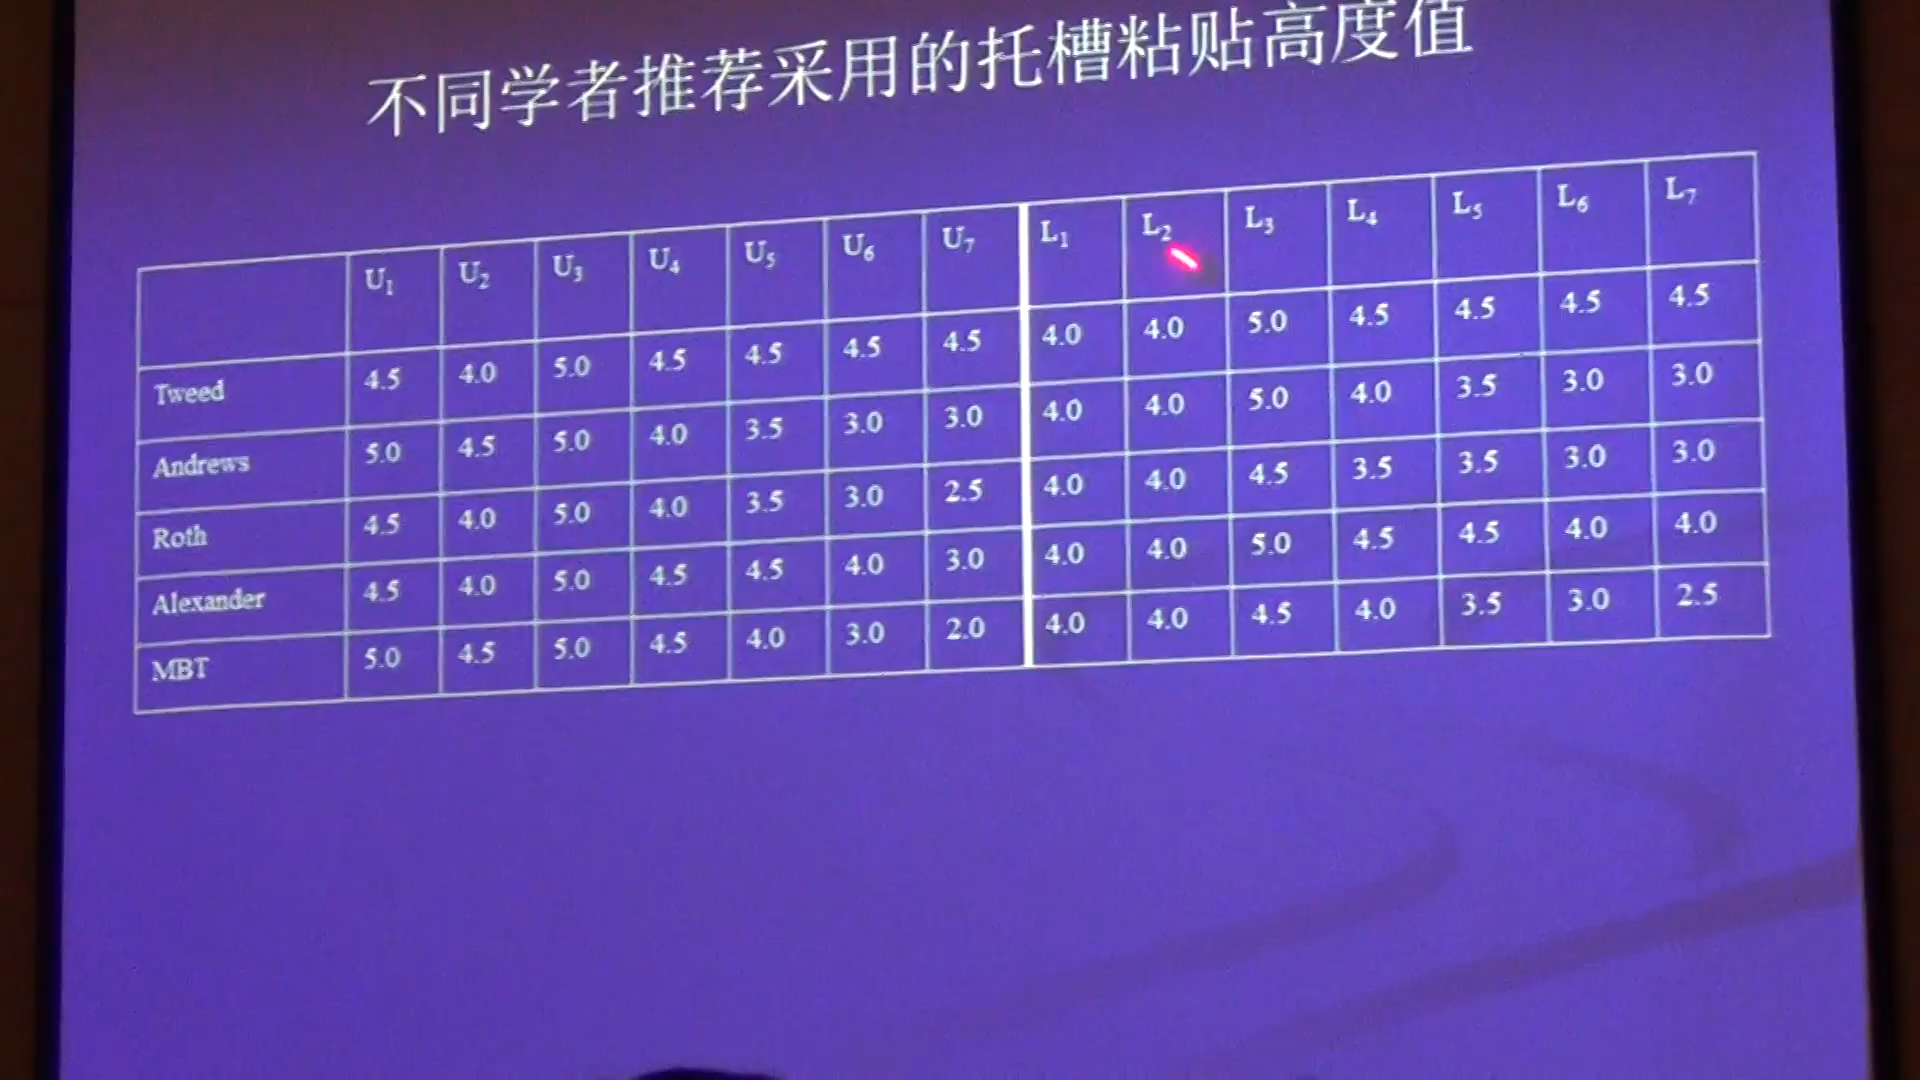 不同学者推荐采用的托槽粘贴高度值
U1 U2 U3 U4 U5 U6 U7 L1 L2 L3 L4 L5 L6 L7
Tweed 4.5 4.0 5.0 4.5 4.5 4.5 4.5 4.0 4.0 5.0 4.5 4.5 4.5 4.5
Andrews 5.0 4.5 5.0 4.0 3.5 3.0 3.0 4.0 4.0 5.0 4.0 3.5 3.0 3.0
Roth 4.5 4.0 5.0 4.0 3.5 3.0 2.5 4.0 4.0 4.5 3.5 3.5 3.0 3.0
Alexander 4.5 4.0 5.0 4.5 4.5 4.0 3.0 4.0 4.0 5.0 4.5 4.5 4.0 4.0
MBT 5.0 4.5 5.0 4.5 4.0 3.0 2.0 4.0 4.0 4.5 4.0 3.5 3.0 2.5